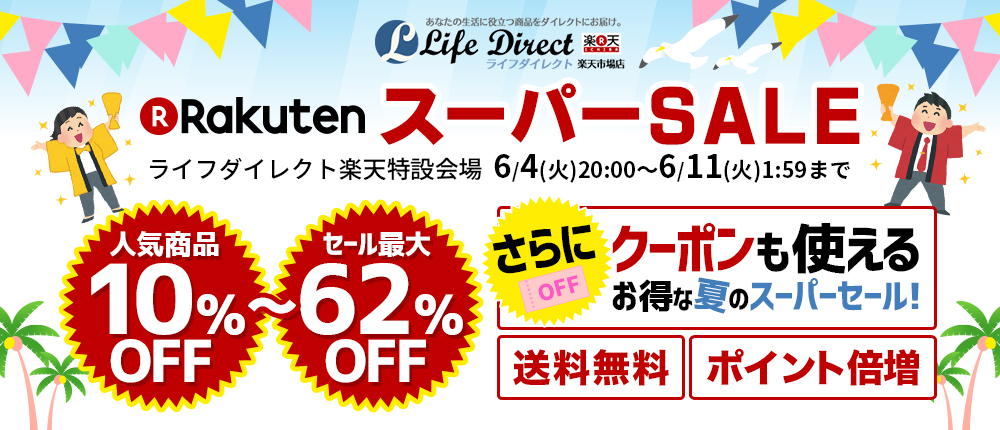 あなたの生活に役立つ商品をダイレクトにお届け。
L Life Direct 楽天 ICHIBA
ライフダイレクト 楽天市場店
R Rakuten スーパーSALE
ライフダイレクト楽天特設会場 6/4(火)20:00〜6/11(火)1:59まで
人気商品
10%
OFF
〜
セール最大
62%
OFF
さらに
OFF
クーポンも使える
お得な夏のスーパーセール!
送料無料
ポイント倍増